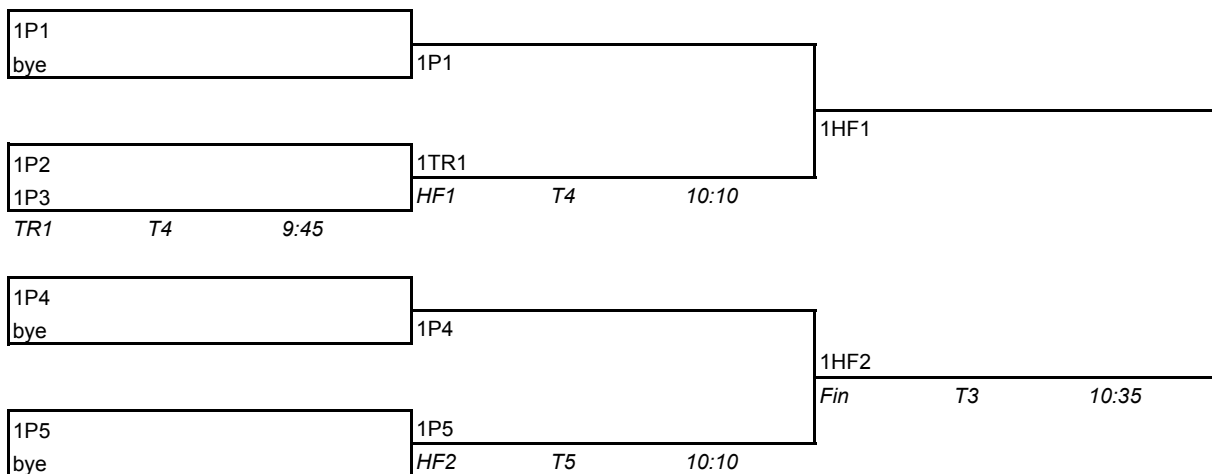 1P1
bye
1P1
1HF1
1P2
1TR1
1P3
HF1 T4 10:10
TR1 T4 9:45
1P4
bye
1P4
1HF2
Fin T3 10:35
1P5
1P5
bye
HF2 T5 10:10